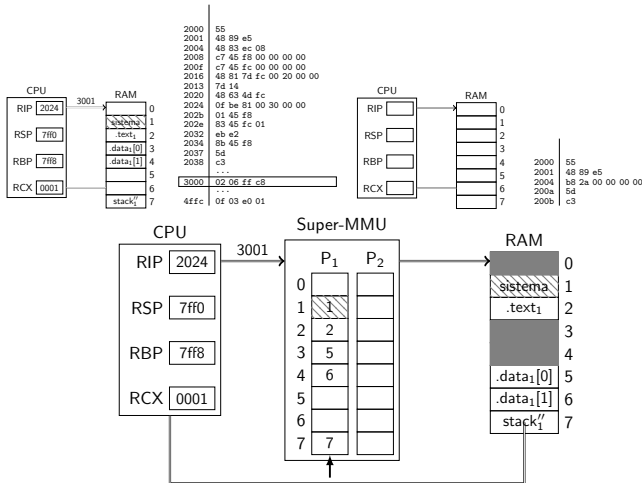 2000 55
2001 48 89 e5
2004 48 83 ec 08
2008 c7 45 f8 00 00 00 00
200f c7 45 fc 00 00 00 00
2016 48 81 7d fc 00 20 00 00
2013 7d 14
2020 48 63 4d fc
2024 0f be 81 00 30 00 00
202b 01 45 f8
202e 83 45 fc 01
2032 eb e2
2034 8b 45 f8
2037 5d
2038 c3
...
3000 02 06 ff c8
...
4ffc 0f 03 e0 01
CPU
RIP 2024
RSP 7ff0
RBP 7ff8
RCX 0001
3001
RAM
0
sistema 1
.text₁ 2
.data₁[0] 3
.data₁[1] 4
5
6
stack₁″ 7
CPU
RIP
RSP
RBP
RCX
RAM
0
1
2
3
4
5
6
7
2000 55
2001 48 89 e5
2004 b8 2a 00 00 00 00
200a 5d
200b c3
CPU
RIP 2024
RSP 7ff0
RBP 7ff8
RCX 0001
3001
Super-MMU
P₁ P₂
0
1 1
2 2
3 5
4 6
5
6
7 7
RAM
0
sistema 1
.text₁ 2
3
4
.data₁[0] 5
.data₁[1] 6
stack₁″ 7